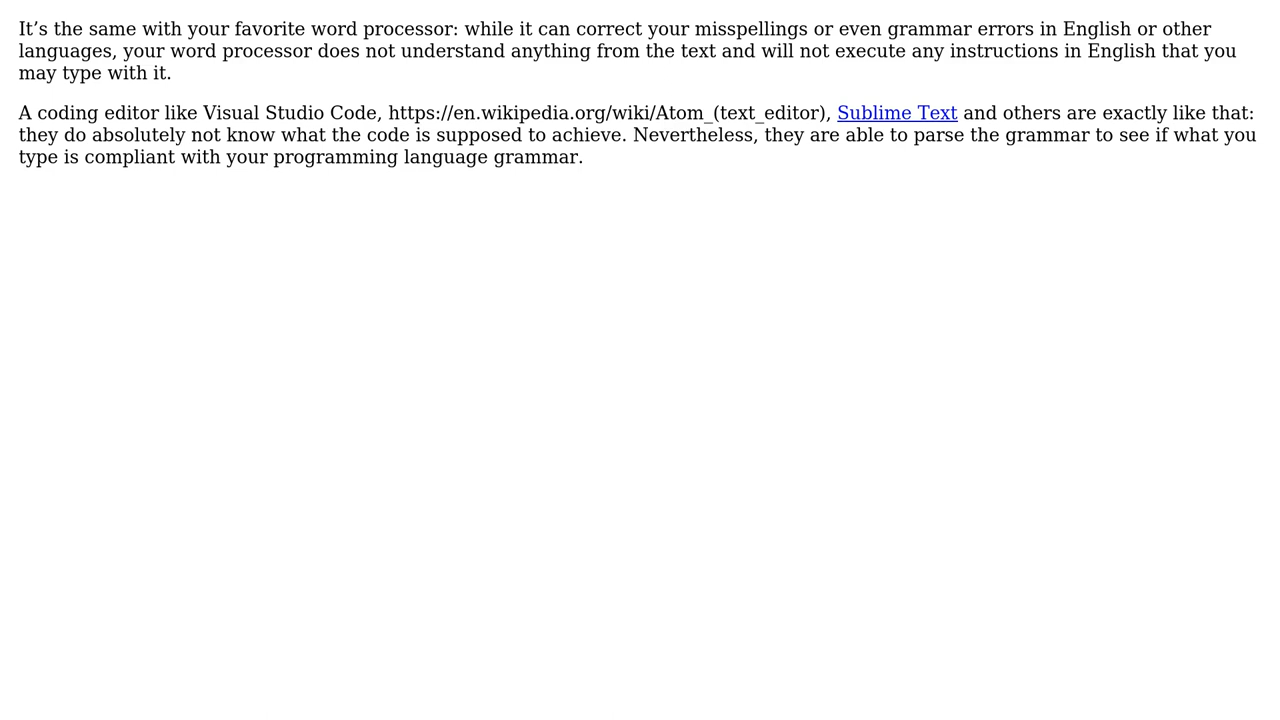 It’s the same with your favorite word processor: while it can correct your misspellings or even grammar errors in English or other
languages, your word processor does not understand anything from the text and will not execute any instructions in English that you
may type with it.
A coding editor like Visual Studio Code, https://en.wikipedia.org/wiki/Atom_(text_editor), Sublime Text and others are exactly like that:
they do absolutely not know what the code is supposed to achieve. Nevertheless, they are able to parse the grammar to see if what you
type is compliant with your programming language grammar.